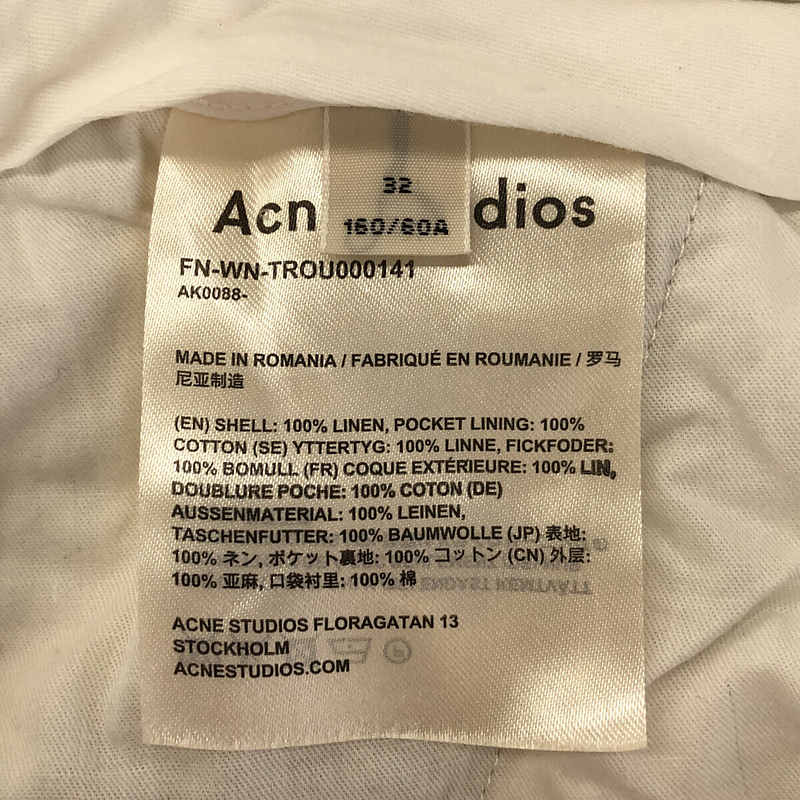 32
160/60A
Acn dios
FN-WN-TROU000141
AK0088-
MADE IN ROMANIA / FABRIQUÉ EN ROUMANIE / 罗马
尼亚制造
(EN) SHELL: 100% LINEN, POCKET LINING: 100%
COTTON (SE) YTTERTYG: 100% LINNE, FICKFODER:
100% BOMULL (FR) COQUE EXTÉRIEURE: 100% LIN,
DOUBLURE POCHE: 100% COTON (DE)
AUSSENMATERIAL: 100% LEINEN,
TASCHENFUTTER: 100% BAUMWOLLE (JP) 表地:
100% ネン, ポケット裏地: 100% コットン (CN) 外层:
100% 亚麻, 口袋衬里: 100% 棉
ACNE STUDIOS FLORAGATAN 13
STOCKHOLM
ACNESTUDIOS.COM